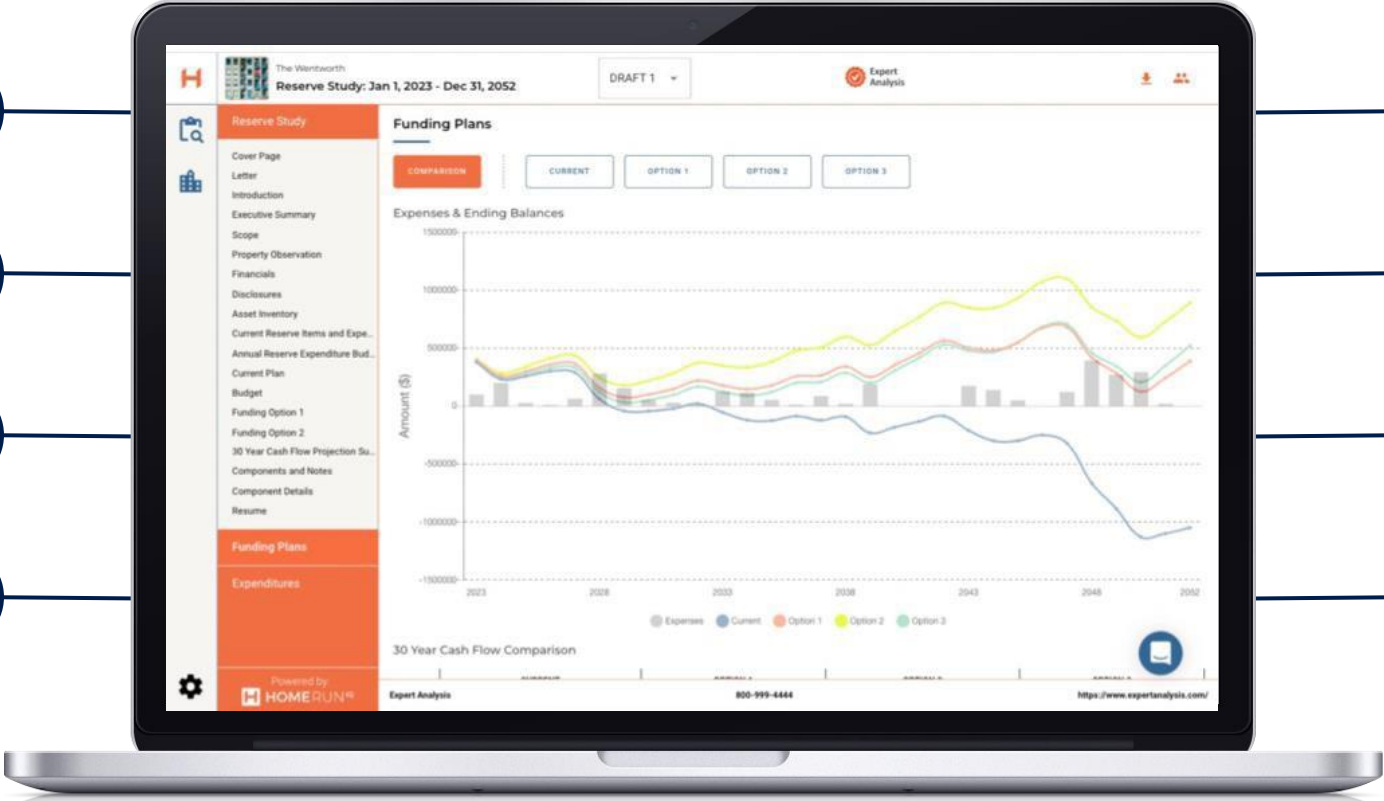 The Wentworth
Reserve Study: Jan 1, 2023 - Dec 31, 2052
DRAFT 1
Expert
Analysis
Reserve Study
Cover Page
Letter
Introduction
Executive Summary
Scope
Property Observation
Financials
Disclosures
Asset Inventory
Current Reserve Items and Expe...
Annual Reserve Expenditure Bud...
Current Plan
Budget
Funding Option 1
Funding Option 2
30 Year Cash Flow Projection Su...
Components and Notes
Component Details
Resume
Funding Plans
Expenditures
Powered by
HOMERUN
Funding Plans
COMPARISON
CURRENT
OPTION 1
OPTION 2
OPTION 3
Expenses & Ending Balances
Amount ($)
1500000
1000000
500000
0
-500000
-1000000
-1500000
2023
2028
2033
2038
2043
2048
2052
Expenses
Current
Option 1
Option 2
Option 3
30 Year Cash Flow Comparison
Expert Analysis
800-999-4444
https://www.expertanalysis.com/